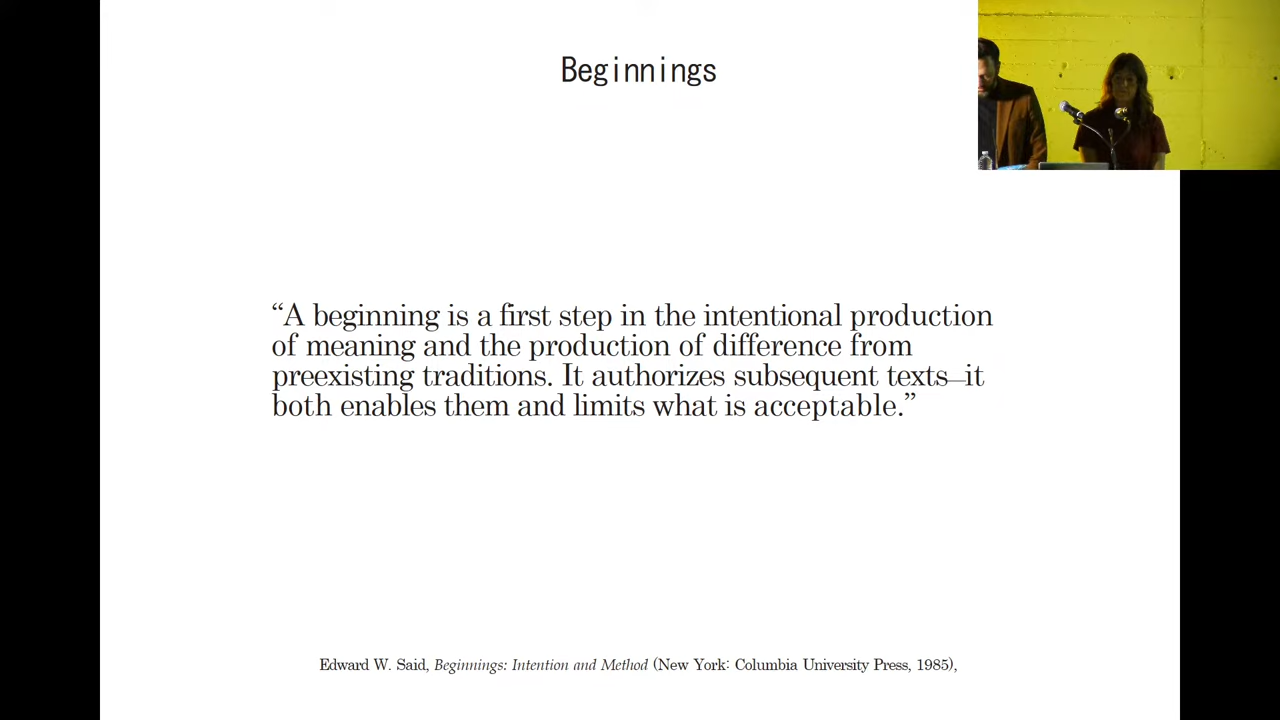 Beginnings
“A beginning is a first step in the intentional production
of meaning and the production of difference from
preexisting traditions. It authorizes subsequent texts—it
both enables them and limits what is acceptable.”
Edward W. Said, Beginnings: Intention and Method (New York: Columbia University Press, 1985),